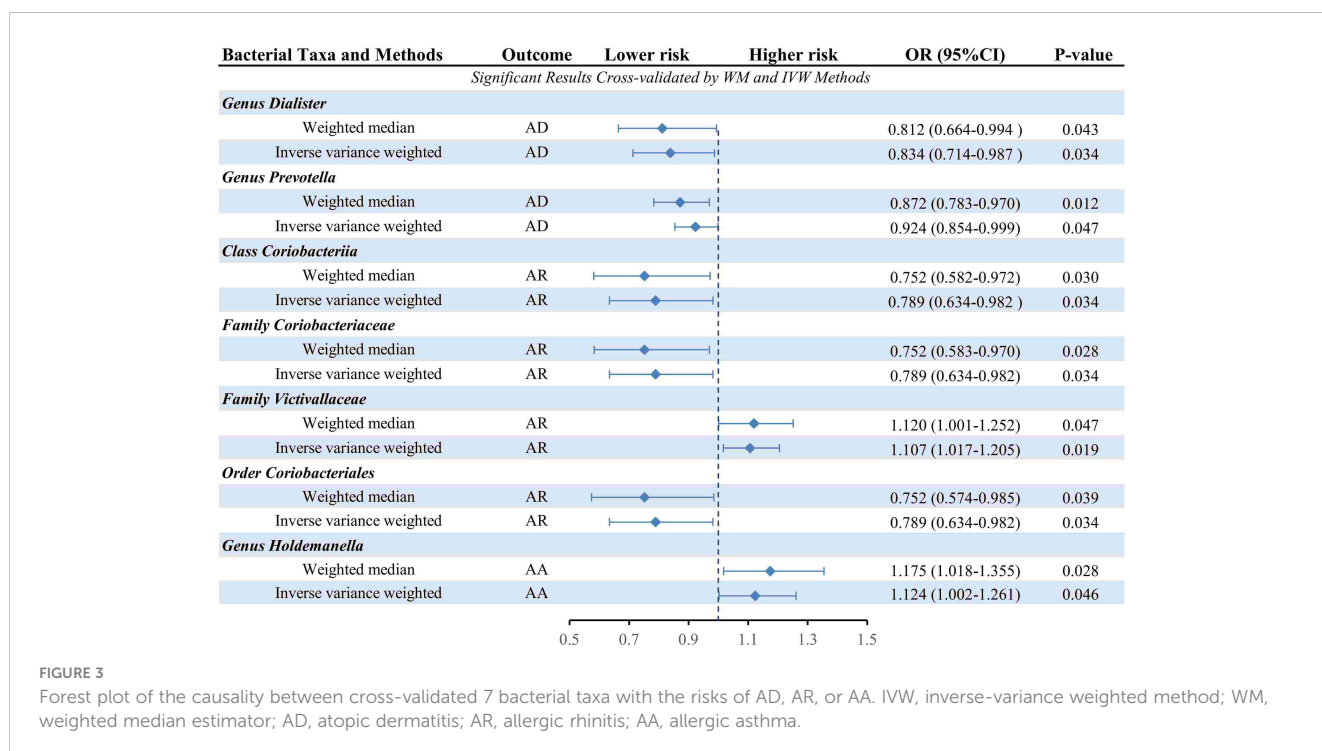 Bacterial Taxa and Methods Outcome Lower risk Higher risk OR (95%CI) P-value
Significant Results Cross-validated by WM and IVW Methods
Genus Dialister
Weighted median AD 0.812 (0.664-0.994 ) 0.043
Inverse variance weighted AD 0.834 (0.714-0.987 ) 0.034
Genus Prevotella
Weighted median AD 0.872 (0.783-0.970) 0.012
Inverse variance weighted AD 0.924 (0.854-0.999) 0.047
Class Coriobacteriia
Weighted median AR 0.752 (0.582-0.972) 0.030
Inverse variance weighted AR 0.789 (0.634-0.982 ) 0.034
Family Coriobacteriaceae
Weighted median AR 0.752 (0.583-0.970) 0.028
Inverse variance weighted AR 0.789 (0.634-0.982) 0.034
Family Victivallaceae
Weighted median AR 1.120 (1.001-1.252) 0.047
Inverse variance weighted AR 1.107 (1.017-1.205) 0.019
Order Coriobacteriales
Weighted median AR 0.752 (0.574-0.985) 0.039
Inverse variance weighted AR 0.789 (0.634-0.982) 0.034
Genus Holdemanella
Weighted median AA 1.175 (1.018-1.355) 0.028
Inverse variance weighted AA 1.124 (1.002-1.261) 0.046
0.5 0.7 0.9 1.1 1.3 1.5
FIGURE 3
Forest plot of the causality between cross-validated 7 bacterial taxa with the risks of AD, AR, or AA. IVW, inverse-variance weighted method; WM,
weighted median estimator; AD, atopic dermatitis; AR, allergic rhinitis; AA, allergic asthma.